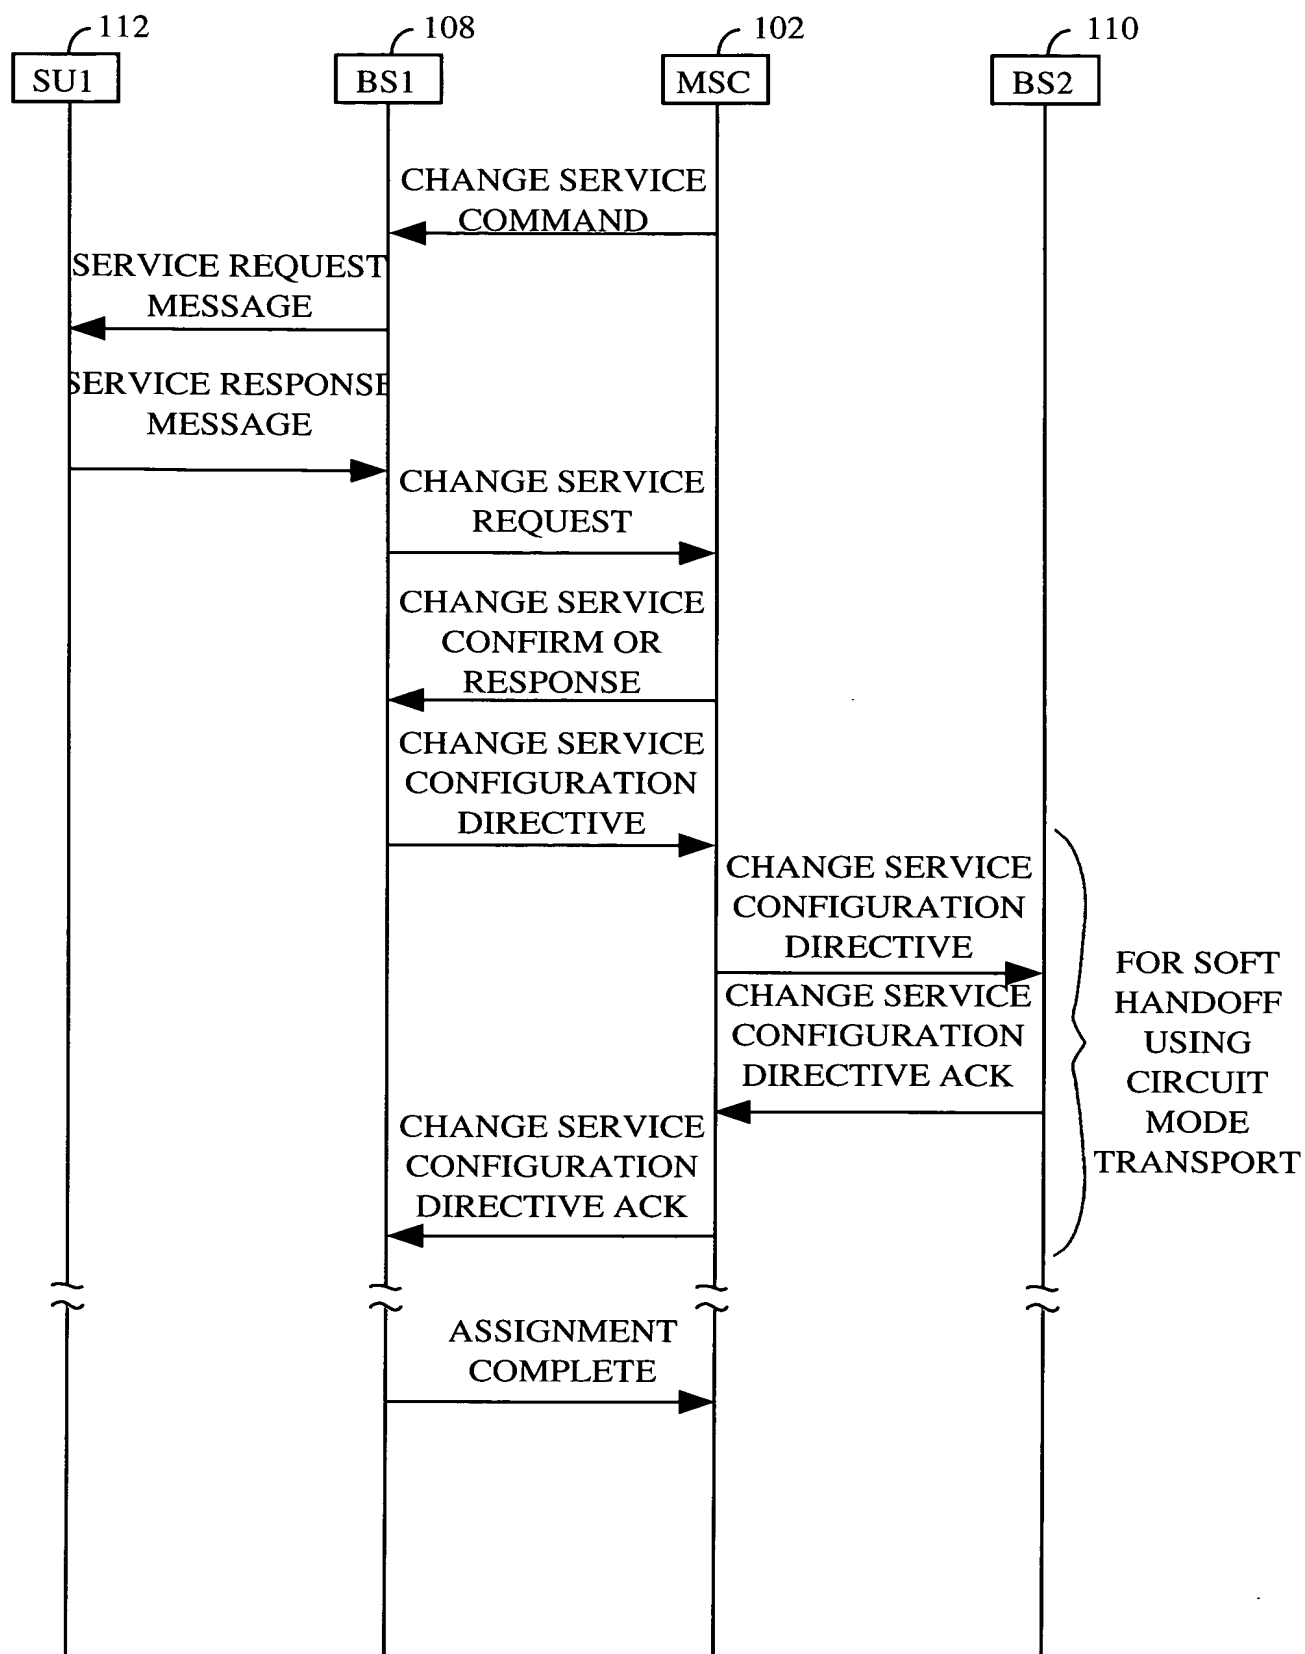 112
108
102
110
SU1
BS1
MSC
BS2
CHANGE SERVICE
COMMAND
SERVICE REQUEST
MESSAGE
SERVICE RESPONSE
MESSAGE
CHANGE SERVICE
REQUEST
CHANGE SERVICE
CONFIRM OR
RESPONSE
CHANGE SERVICE
CONFIGURATION
DIRECTIVE
CHANGE SERVICE
CONFIGURATION
DIRECTIVE
CHANGE SERVICE
CONFIGURATION
DIRECTIVE ACK
FOR SOFT
HANDOFF
USING
CIRCUIT
MODE
TRANSPORT
CHANGE SERVICE
CONFIGURATION
DIRECTIVE ACK
ASSIGNMENT
COMPLETE